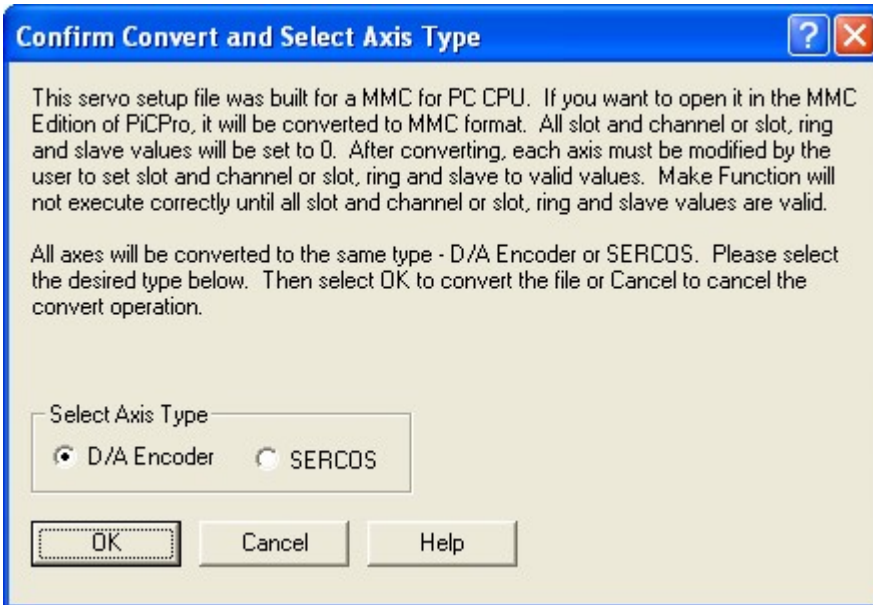 Confirm Convert and Select Axis Type
This servo setup file was built for a MMC for PC CPU.  If you want to open it in the MMC
Edition of PiCPro, it will be converted to MMC format.  All slot and channel or slot, ring
and slave values will be set to 0.  After converting, each axis must be modified by the
user to set slot and channel or slot, ring and slave to valid values.  Make Function will
not execute correctly until all slot and channel or slot, ring and slave values are valid.
All axes will be converted to the same type - D/A Encoder or SERCOS.  Please select
the desired type below.  Then select OK to convert the file or Cancel to cancel the
convert operation.
Select Axis Type
D/A Encoder SERCOS
OK Cancel Help